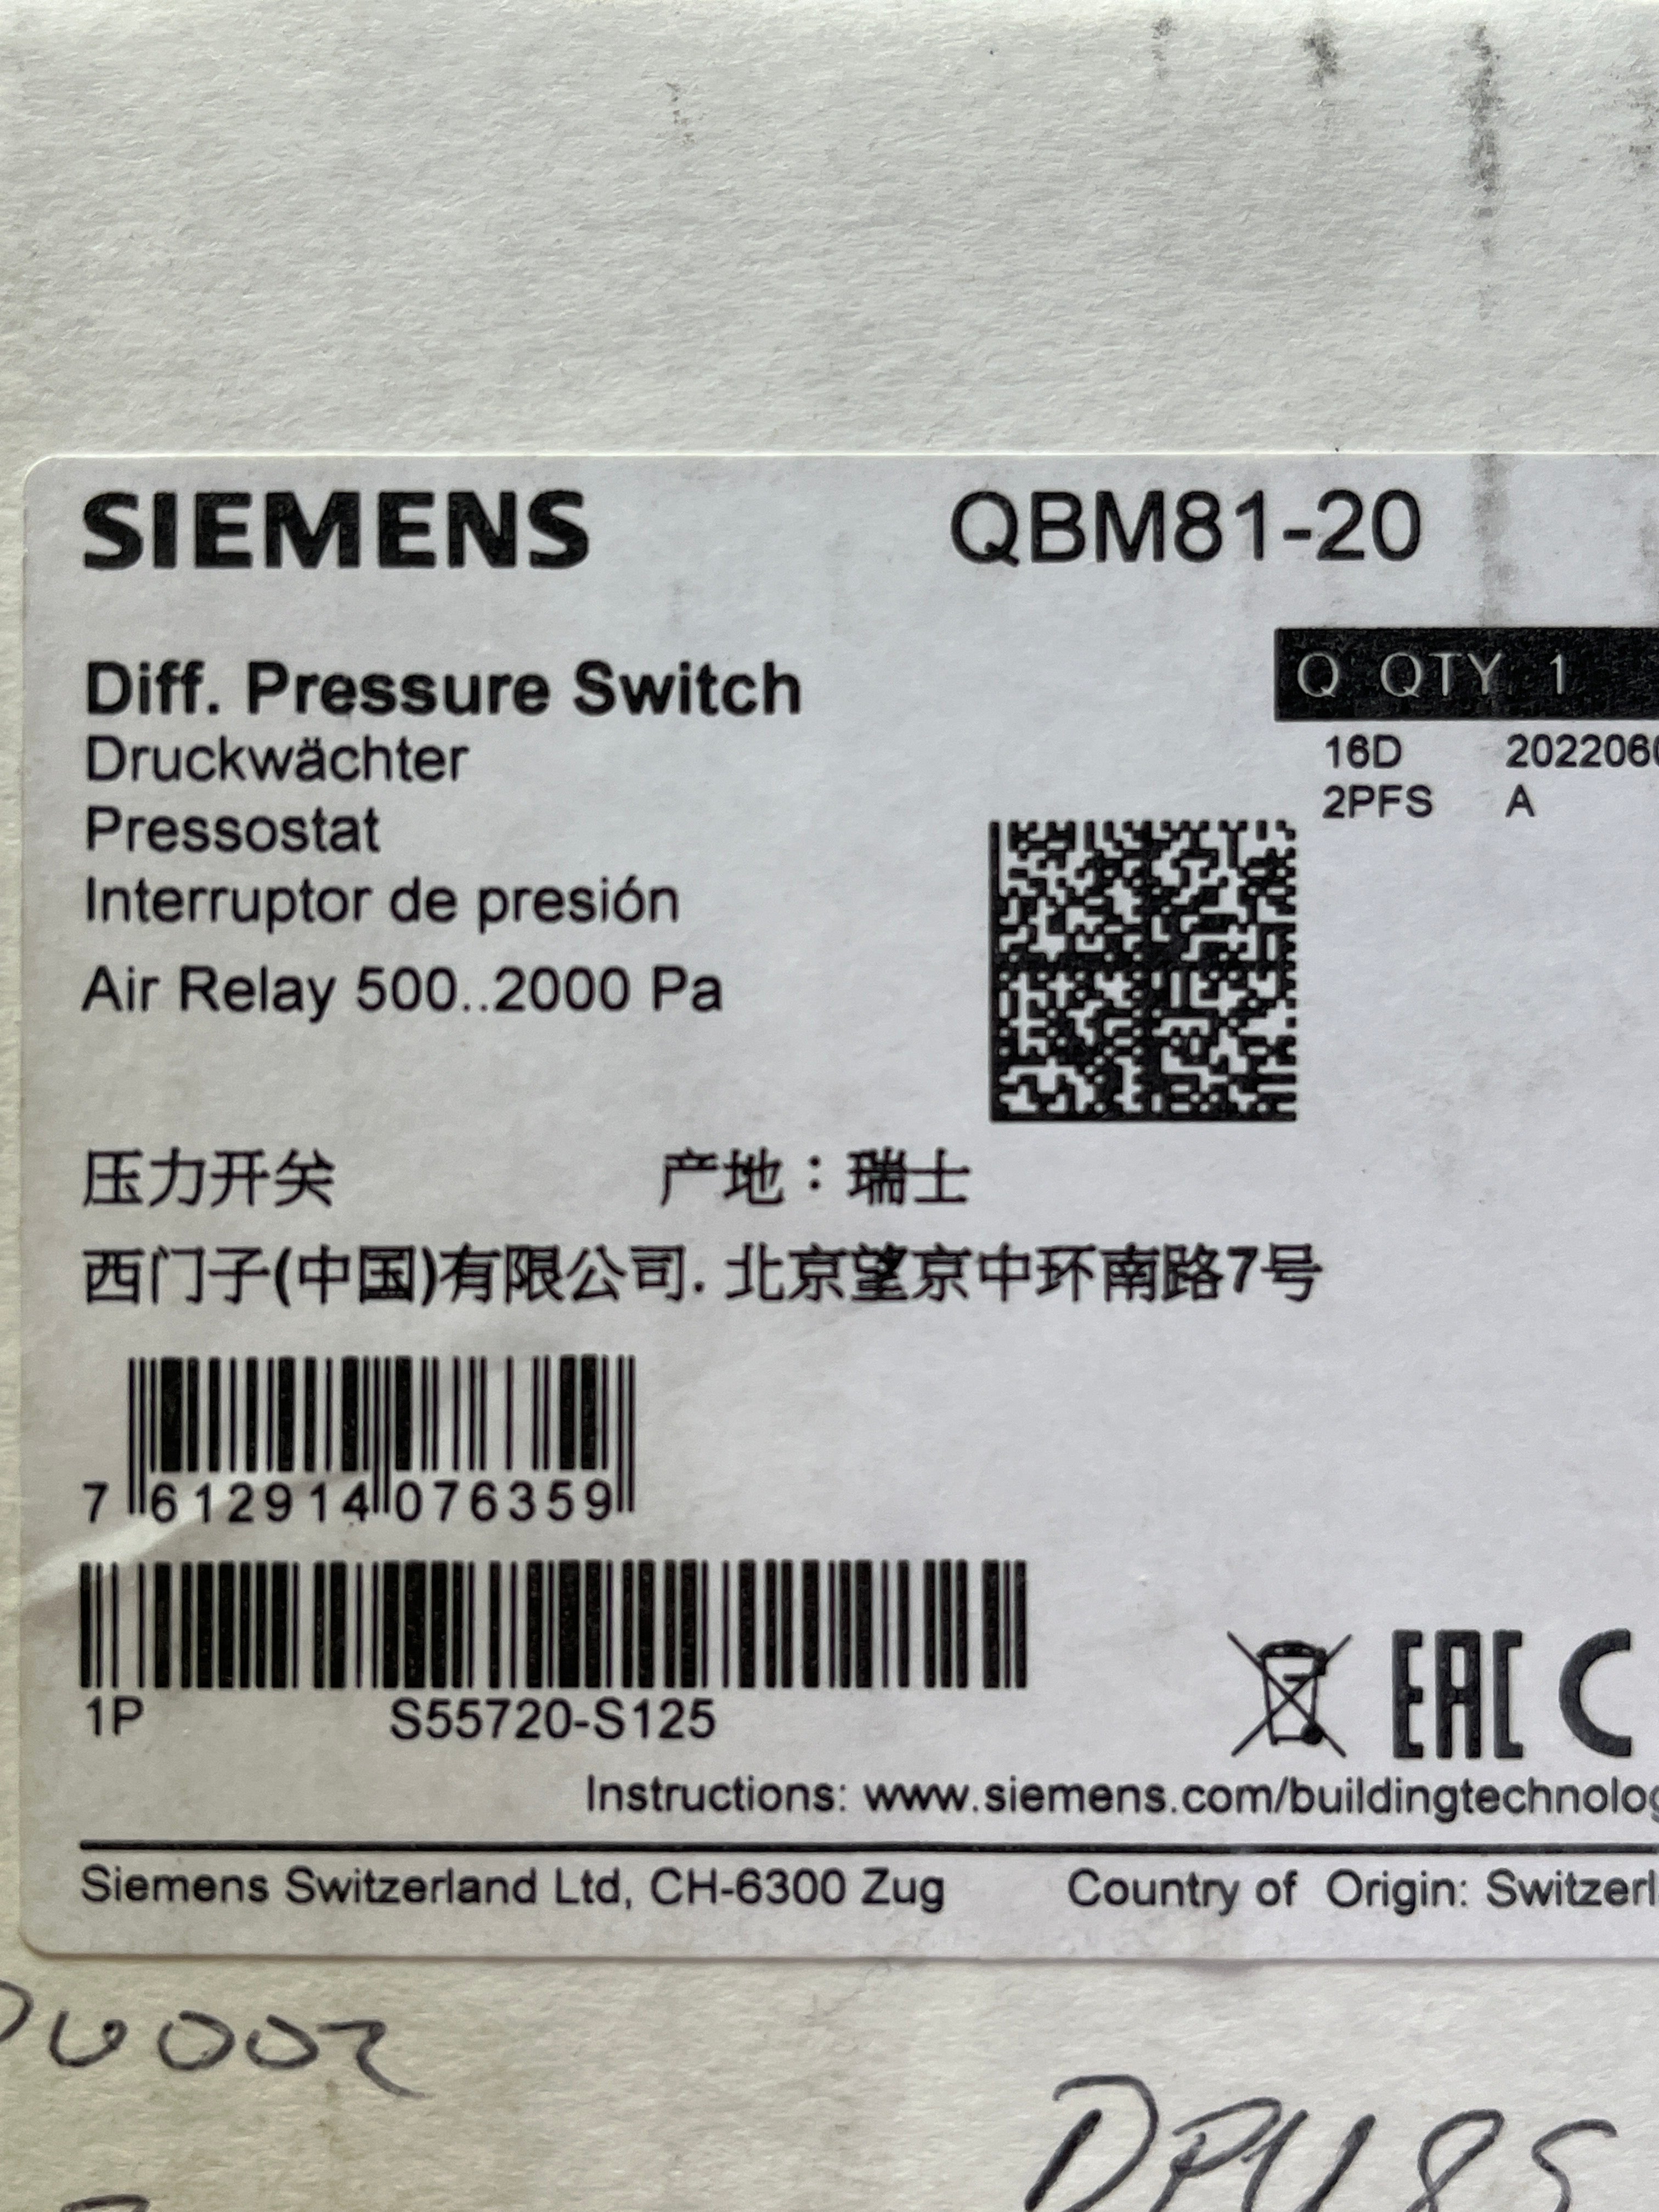 SIEMENS QBM81-20
Diff. Pressure Switch
Q QTY 1
Druckwächter
16D 2022060
Pressostat
2PFS A
Interruptor de presión
Air Relay 500..2000 Pa
压力开关 产地：瑞士
西门子(中国)有限公司. 北京望京中环南路7号
7 612914 076359
1P S55720-S125
EAC C
Instructions: www.siemens.com/buildingtechnolog
Siemens Switzerland Ltd, CH-6300 Zug Country of Origin: Switzerl